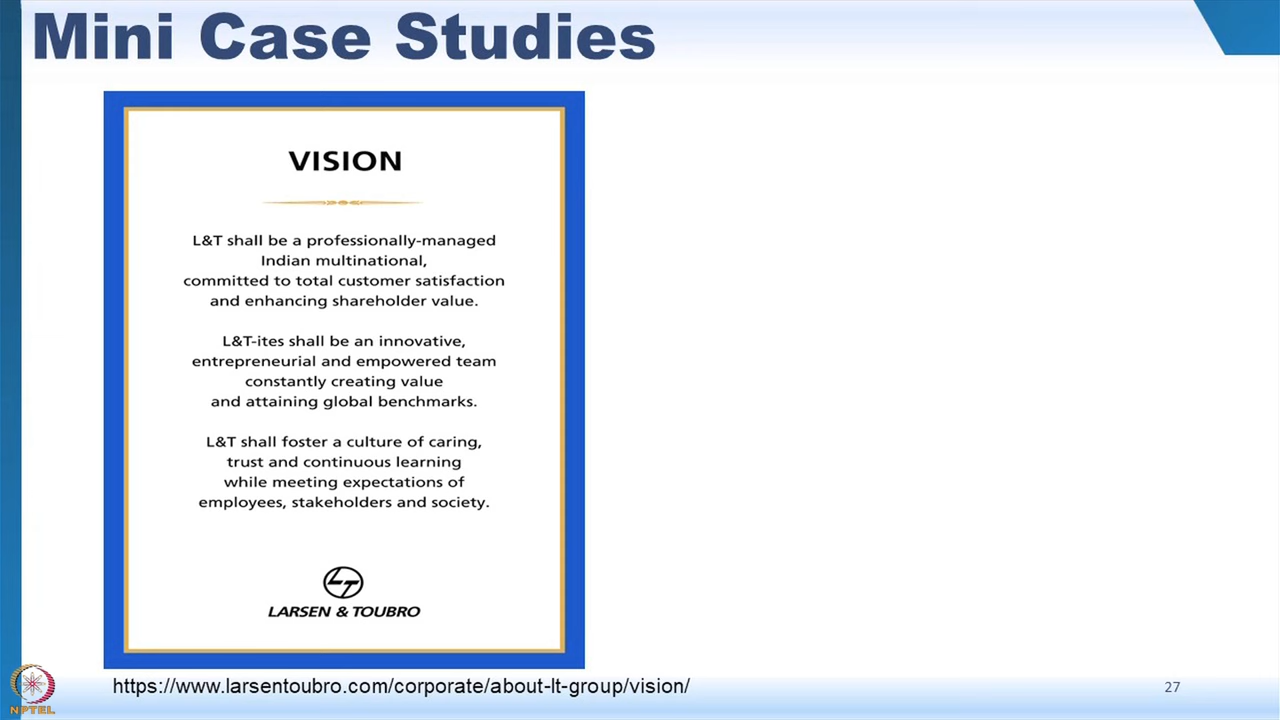 Mini Case Studies
VISION
L&T shall be a professionally-managed
Indian multinational,
committed to total customer satisfaction
and enhancing shareholder value.
L&T-ites shall be an innovative,
entrepreneurial and empowered team
constantly creating value
and attaining global benchmarks.
L&T shall foster a culture of caring,
trust and continuous learning
while meeting expectations of
employees, stakeholders and society.
LT
LARSEN & TOUBRO
https://www.larsentoubro.com/corporate/about-lt-group/vision/
27
NPTEL